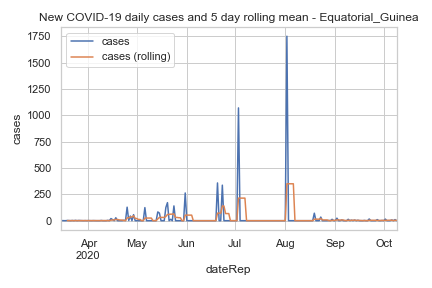 New COVID-19 daily cases and 5 day rolling mean - Equatorial_Guinea
cases
cases (rolling)
1750
1500
1250
1000
750
500
250
0
cases
Apr May Jun Jul Aug Sep Oct
2020
dateRep